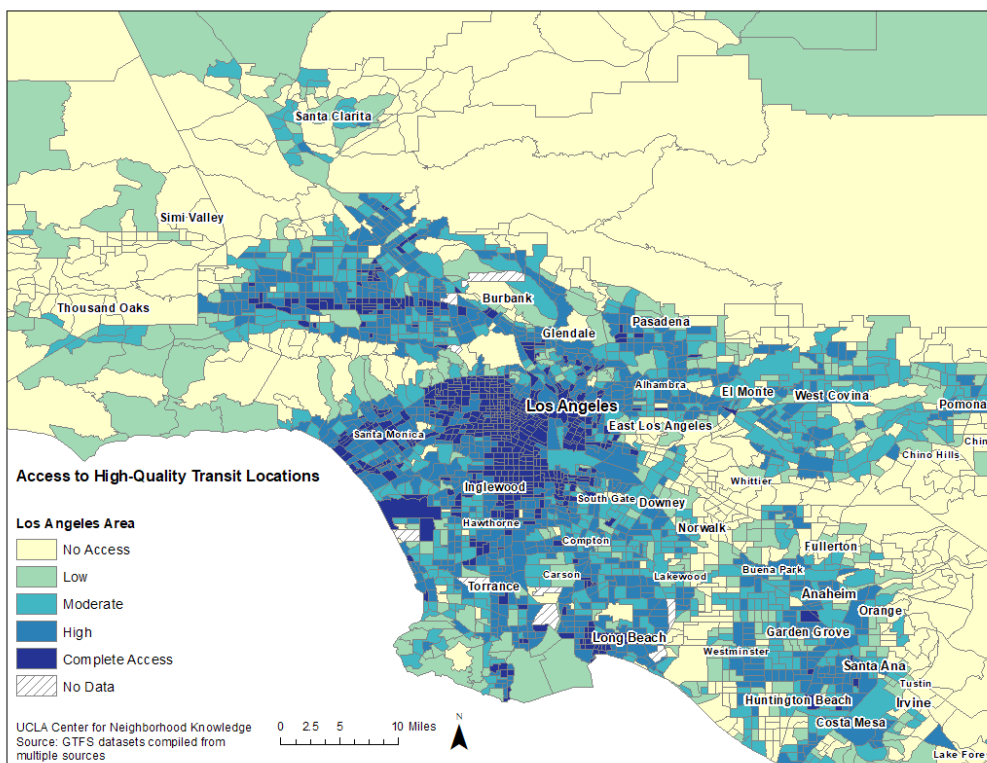 Santa Clarita
Simi Valley
Thousand Oaks
Burbank
Glendale
Pasadena
Alhambra
El Monte
West Covina
Pomona
Los Angeles
East Los Angeles
Santa Monica
Chin
Chino Hills
Whittier
Inglewood
South Gate
Downey
Hawthorne
Norwalk
Compton
Fullerton
Buena Park
Carson
Lakewood
Torrance
Anaheim
Orange
Garden Grove
Long Beach
Westminster
Santa Ana
Tustin
Huntington Beach
Irvine
Costa Mesa
Lake Fores
Access to High-Quality Transit Locations
Los Angeles Area
No Access
Low
Moderate
High
Complete Access
No Data
UCLA Center for Neighborhood Knowledge
Source: GTFS datasets compiled from
multiple sources
0 2.5 5 10 Miles
N